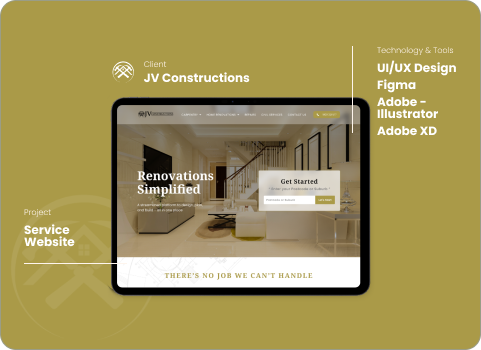 Technology & Tools
Client
JV Constructions
UI/UX Design
Figma
Adobe -
Illustrator
Adobe XD
JV
Renovations
Simplified
Get Started
Project
Service
Website
THERE'S NO JOB WE CAN'T HANDLE